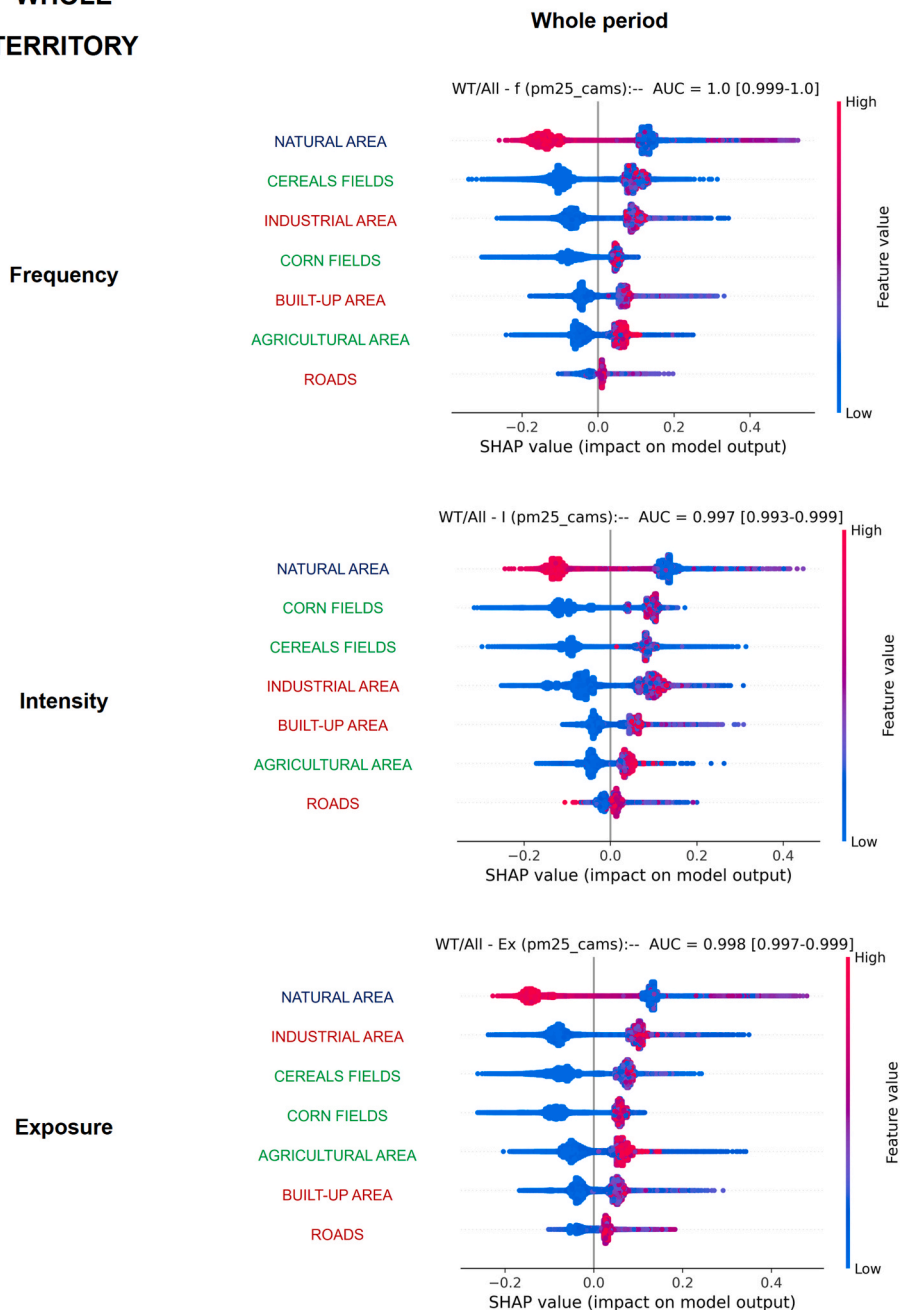 WHOLE
TERRITORY
Whole period
WT/All - f (pm25_cams):-- AUC = 1.0 [0.999-1.0]
High
NATURAL AREA
CEREALS FIELDS
INDUSTRIAL AREA
CORN FIELDS
Frequency
BUILT-UP AREA
AGRICULTURAL AREA
ROADS
Feature value
Low
−0.2 0.0 0.2 0.4
SHAP value (impact on model output)
WT/All - I (pm25_cams):-- AUC = 0.997 [0.993-0.999]
High
NATURAL AREA
CORN FIELDS
CEREALS FIELDS
INDUSTRIAL AREA
Intensity
BUILT-UP AREA
AGRICULTURAL AREA
ROADS
Feature value
Low
−0.2 0.0 0.2 0.4
SHAP value (impact on model output)
WT/All - Ex (pm25_cams):-- AUC = 0.998 [0.997-0.999]
High
NATURAL AREA
INDUSTRIAL AREA
CEREALS FIELDS
CORN FIELDS
Exposure
AGRICULTURAL AREA
BUILT-UP AREA
ROADS
Feature value
Low
−0.2 0.0 0.2 0.4
SHAP value (impact on model output)